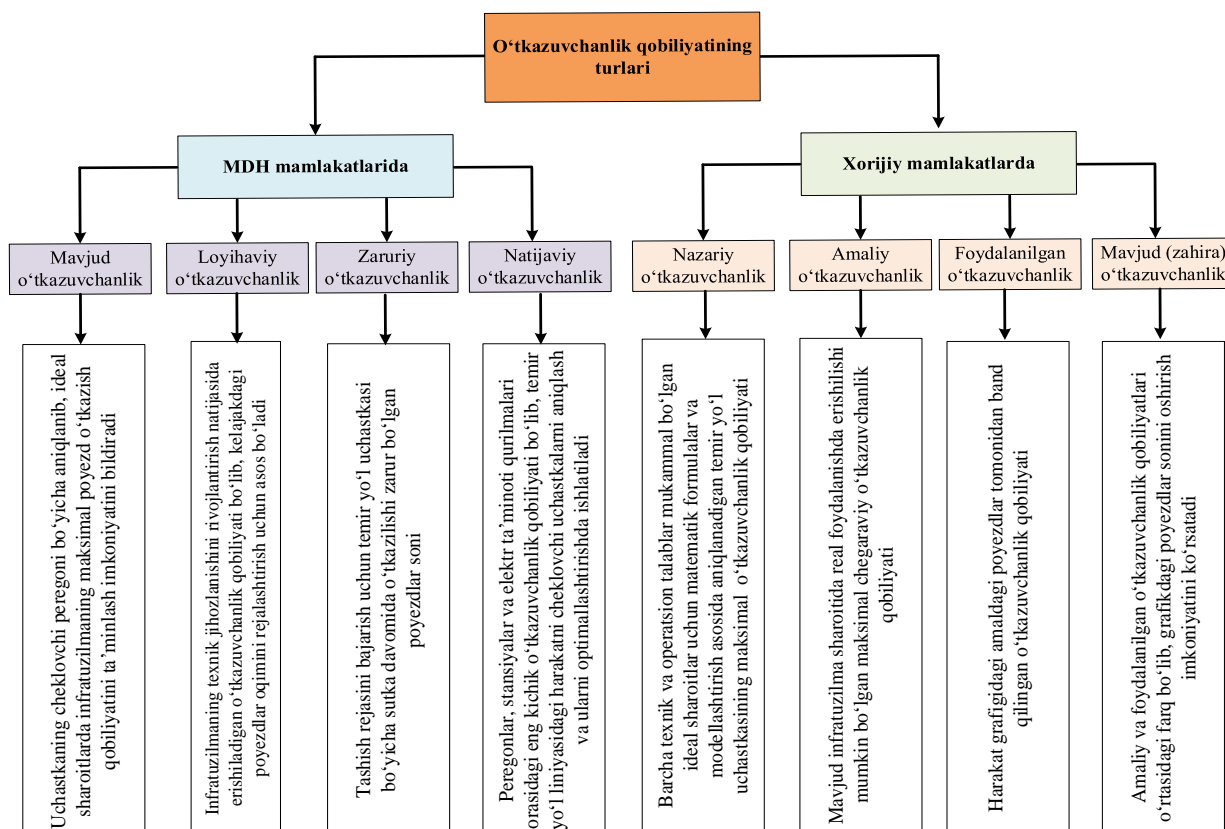 O‘tkazuvchanlik qobiliyatining
turlari
MDH mamlakatlarida
Xorijiy mamlakatlarda
Mavjud
o‘tkazuvchanlik
Loyihaviy
o‘tkazuvchanlik
Zaruriy
o‘tkazuvchanlik
Natijaviy
o‘tkazuvchanlik
Nazariy
o‘tkazuvchanlik
Amaliy
o‘tkazuvchanlik
Foydalanilgan
o‘tkazuvchanlik
Mavjud (zahira)
o‘tkazuvchanlik
Uchastkaning cheklovchi peregoni bo‘yicha aniqlanib, ideal
sharoitlarda infratuzilmaning maksimal poyezd o‘tkazish
qobiliyatini ta’minlash imkoniyatini bildiradi
Infratuzilmaning texnik jihozlanishini rivojlantirish natijasida
erishiladigan o‘tkazuvchanlik qobiliyati bo‘lib, kelajakdagi
poyezdlar oqimini rejalashtirish uchun asos bo‘ladi
Tashish rejasini bajarish uchun temir yo‘l uchastkasi
bo‘yicha sutka davomida o‘tkazilishi zarur bo‘lgan
poyezdlar soni
Peregonlar, stansiyalar va elektr ta’minoti qurilmalari
orasidagi eng kichik o‘tkazuvchanlik qobiliyati bo‘lib, temir
yo‘l liniyasidagi harakatni cheklovchi uchastkalarni aniqlash
va ularni optimallashtirishda ishlatiladi
Barcha texnik va operatsion talablar mukammal bo‘lgan
ideal sharoitlar uchun matematik formulalar va
modellashtirish asosida aniqlanadigan temir yo‘l
uchastkasining maksimal o‘tkazuvchanlik qobiliyati
Mavjud infratuzilma sharoitida real foydalanishda erishilishi
mumkin bo‘lgan maksimal chegaraviy o‘tkazuvchanlik
qobiliyati
Harakat grafigidagi amaldagi poyezdlar tomonidan band
qilingan o‘tkazuvchanlik qobiliyati
Amaliy va foydalanilgan o‘tkazuvchanlik qobiliyatlari
o‘rtasidagi farq bo‘lib, grafikdagi poyezdlar sonini oshirish
imkoniyatini ko‘rsatadi